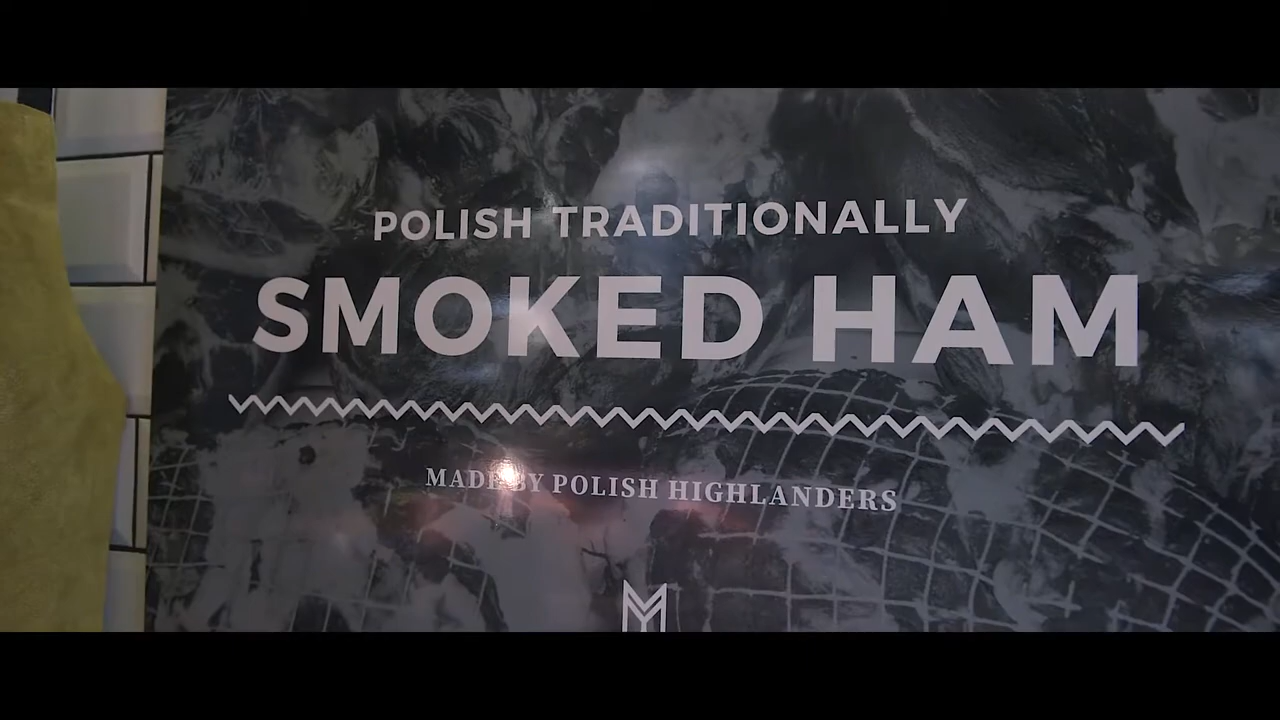 POLISH TRADITIONALLY
SMOKED HAM
MADE BY POLISH HIGHLANDERS